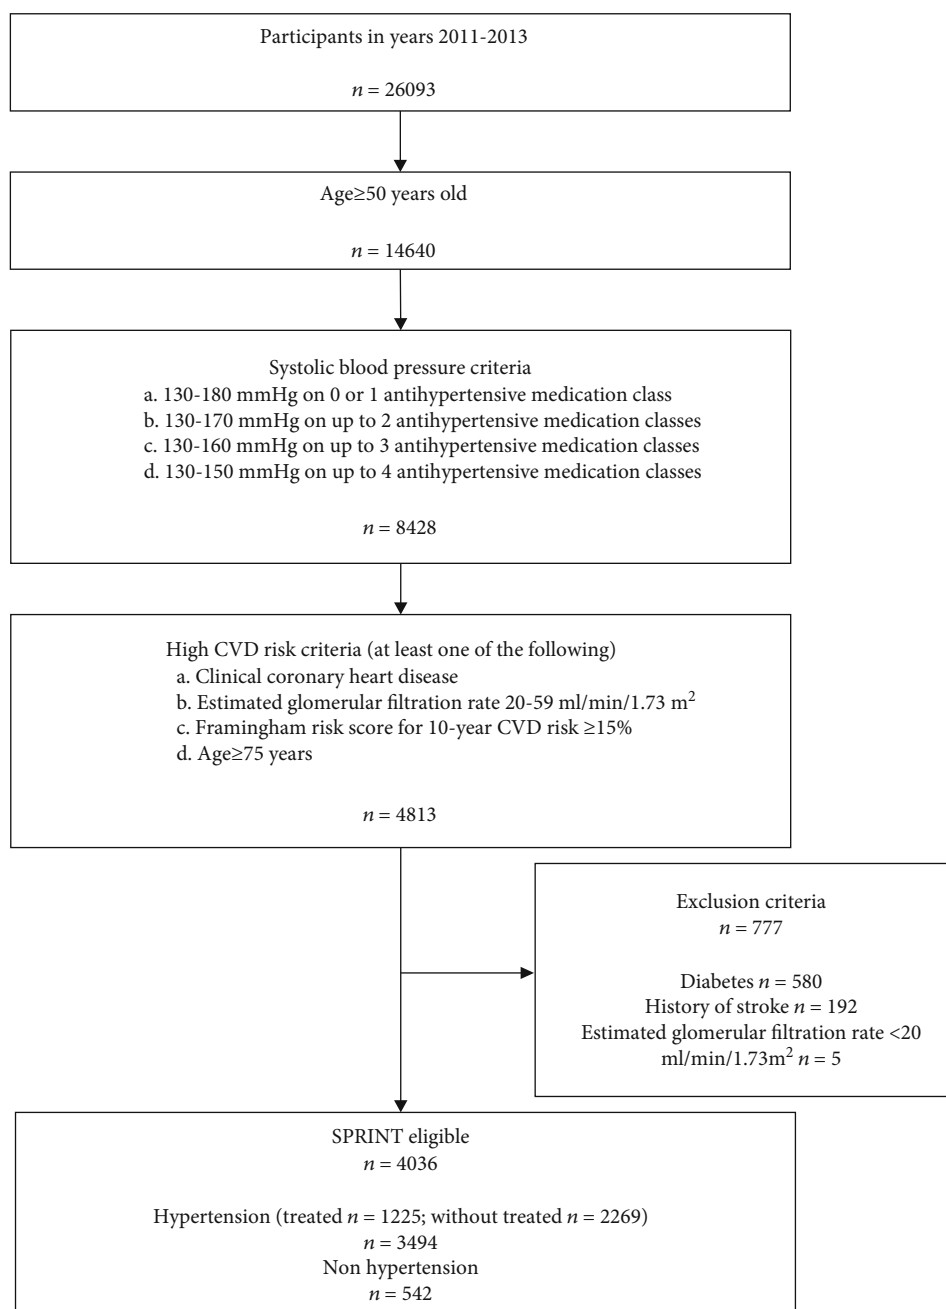 Participants in years 2011-2013
n = 26093
Age≥50 years old
n = 14640
Systolic blood pressure criteria
a. 130-180 mmHg on 0 or 1 antihypertensive medication class
b. 130-170 mmHg on up to 2 antihypertensive medication classes
c. 130-160 mmHg on up to 3 antihypertensive medication classes
d. 130-150 mmHg on up to 4 antihypertensive medication classes
n = 8428
High CVD risk criteria (at least one of the following)
a. Clinical coronary heart disease
b. Estimated glomerular filtration rate 20-59 ml/min/1.73 m²
c. Framingham risk score for 10-year CVD risk ≥15%
d. Age≥75 years
n = 4813
Exclusion criteria
n = 777
Diabetes n = 580
History of stroke n = 192
Estimated glomerular filtration rate <20
ml/min/1.73m² n = 5
SPRINT eligible
n = 4036
Hypertension (treated n = 1225; without treated n = 2269)
n = 3494
Non hypertension
n = 542